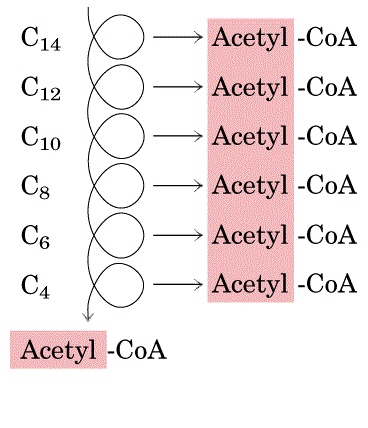 C₁₄ Acetyl -CoA
C₁₂ Acetyl -CoA
C₁₀ Acetyl -CoA
C₈ Acetyl -CoA
C₆ Acetyl -CoA
C₄ Acetyl -CoA
Acetyl -CoA